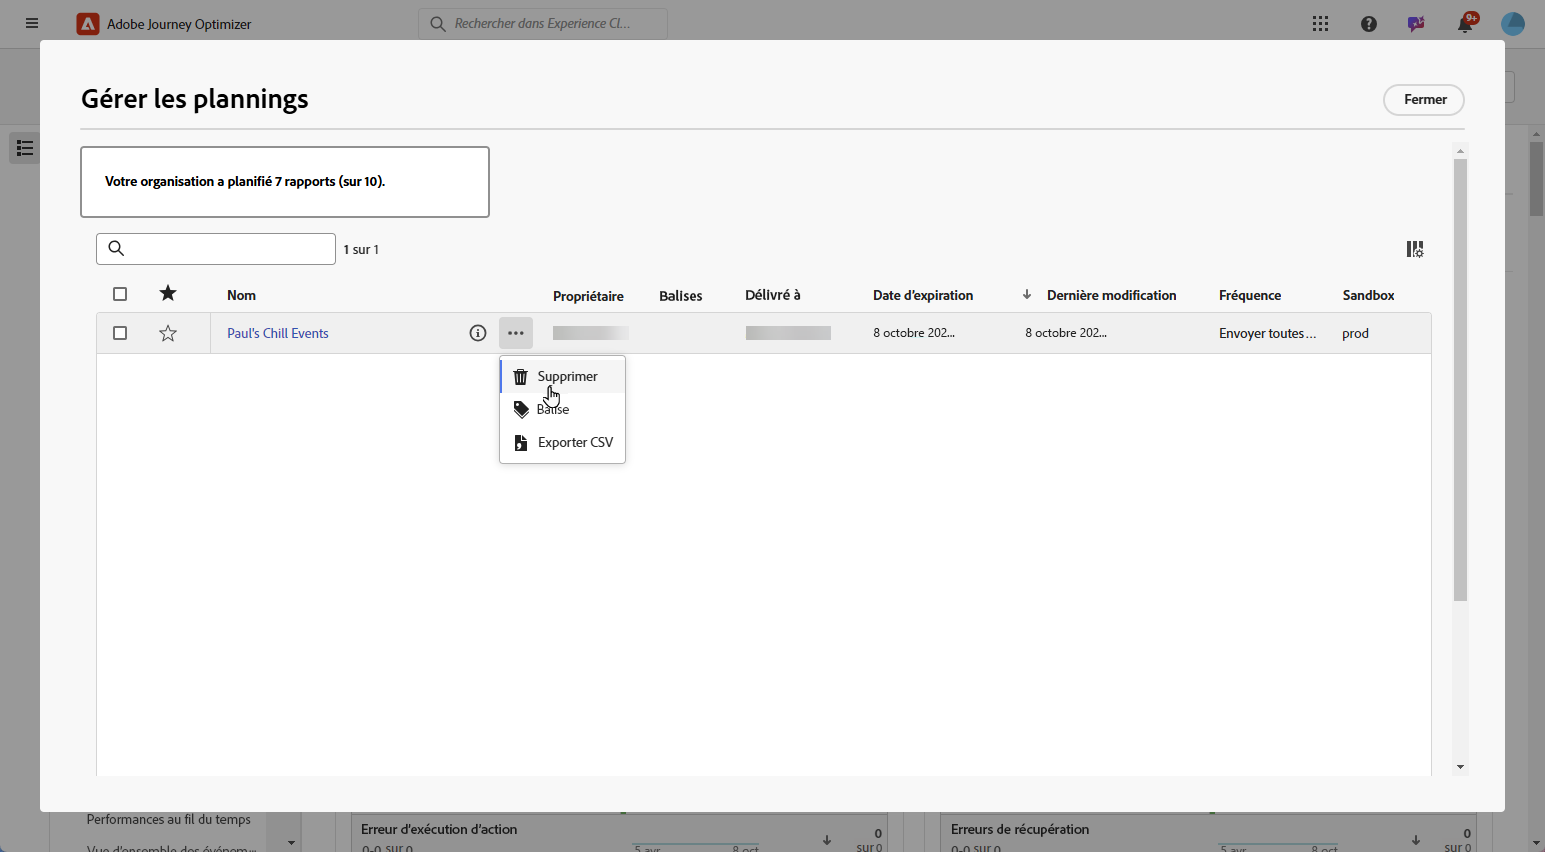 Adobe Journey Optimizer
Rechercher dans Experience Cl...
9+
Gérer les plannings
Fermer
Votre organisation a planifié 7 rapports (sur 10).
1 sur 1
Nom
Propriétaire
Balises
Délivré à
Date d'expiration
Dernière modification
Fréquence
Sandbox
Paul's Chill Events
8 octobre 202...
8 octobre 202...
Envoyer toutes ...
prod
Supprimer
Balise
Exporter CSV
Performances au fil du temps
Vue d'ensemble des événem...
Erreur d'exécution d'action
0-0 sur 0
5 avr
8 oct
0
sur 0
Erreurs de récupération
0-0 sur 0
5 avr
8 oct
0
sur 0